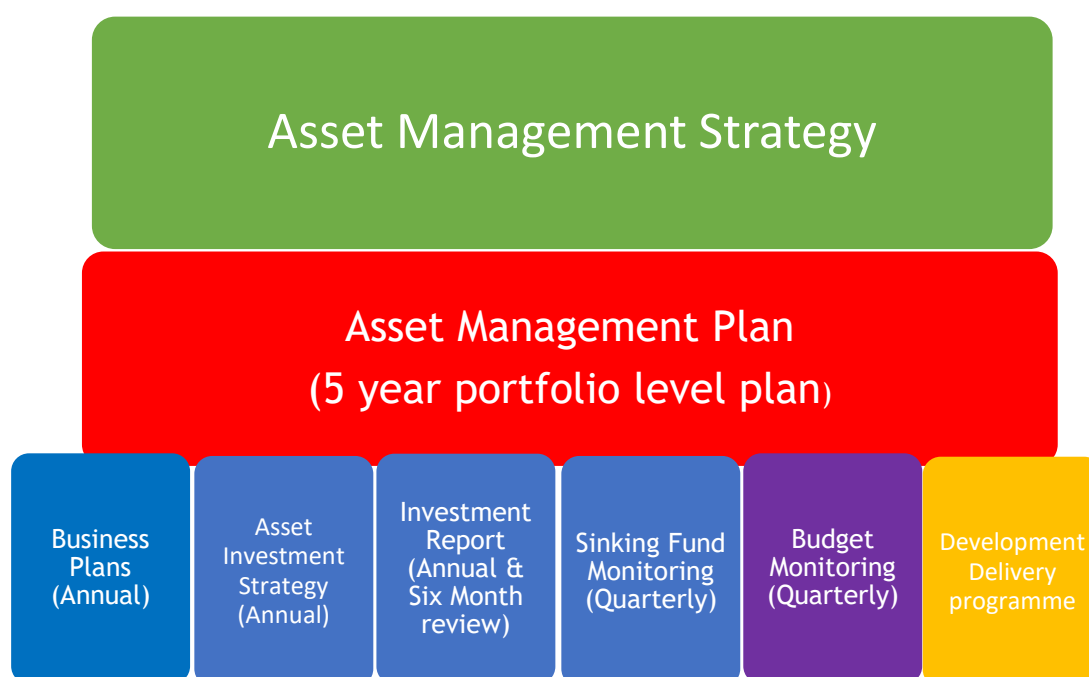 Asset Management Strategy
Asset Management Plan
(5 year portfolio level plan)
Business
Plans
(Annual)
Asset
Investment
Strategy
(Annual)
Investment
Report
(Annual &
Six Month
review)
Sinking Fund
Monitoring
(Quarterly)
Budget
Monitoring
(Quarterly)
Development
Delivery
programme